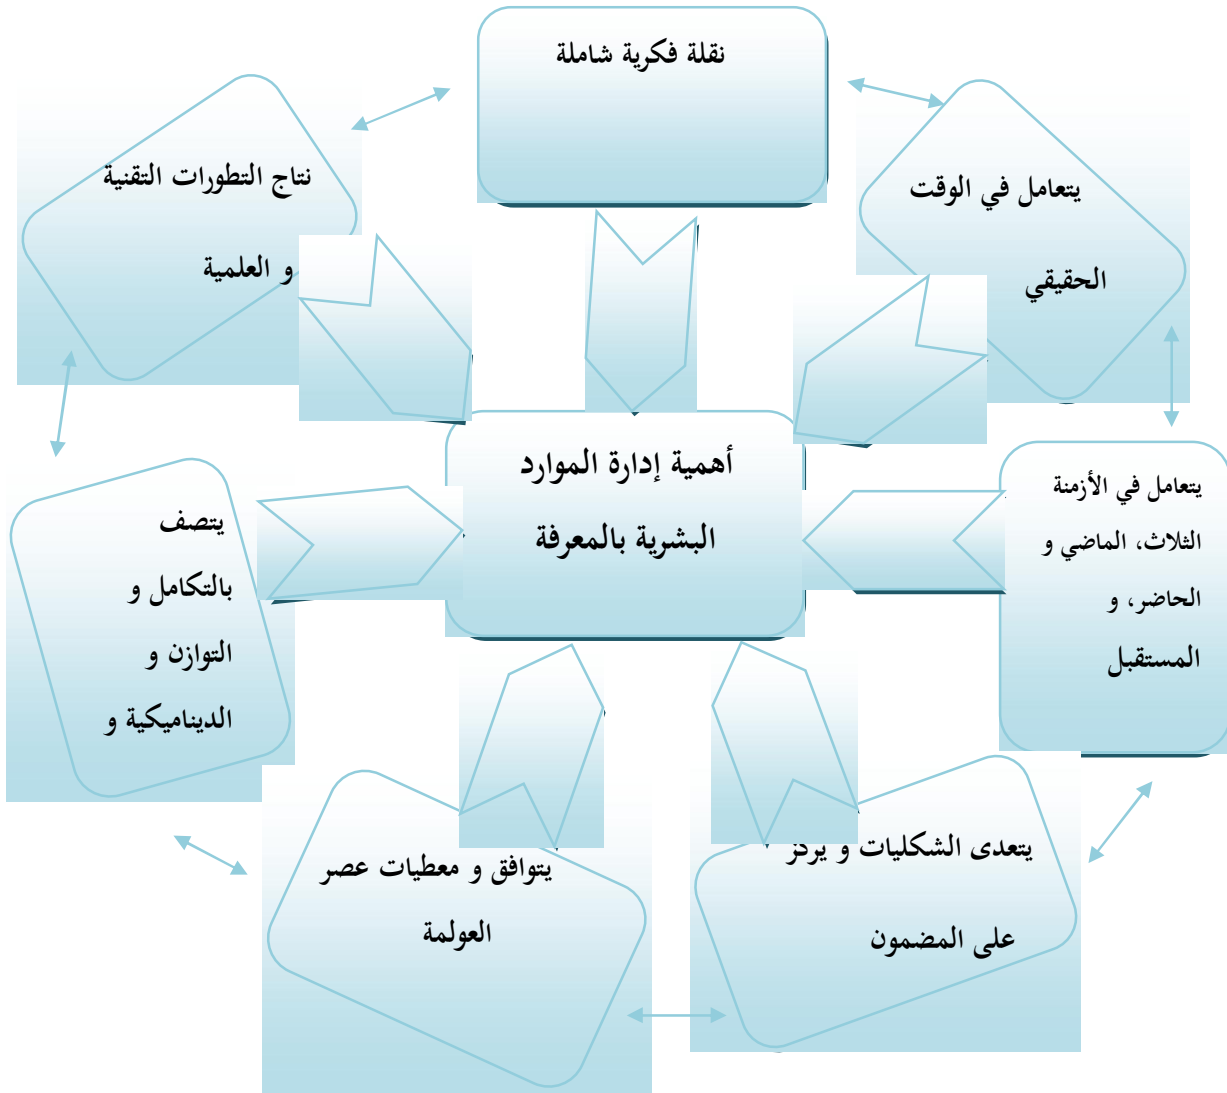 نقلة فكرية شاملة
يتعامل في الوقت
الحقيقي
يتعامل في الأزمنة
الثلاث، الماضي و
الحاضر، و
المستقبل
يتعدى الشكليات و يركز
على المضمون
يتوافق و معطيات عصر
العولمة
يتصف
بالتكامل و
التوازن و
الديناميكية و
نتاج التطورات التقنية
و العلمية
أهمية إدارة الموارد
البشرية بالمعرفة